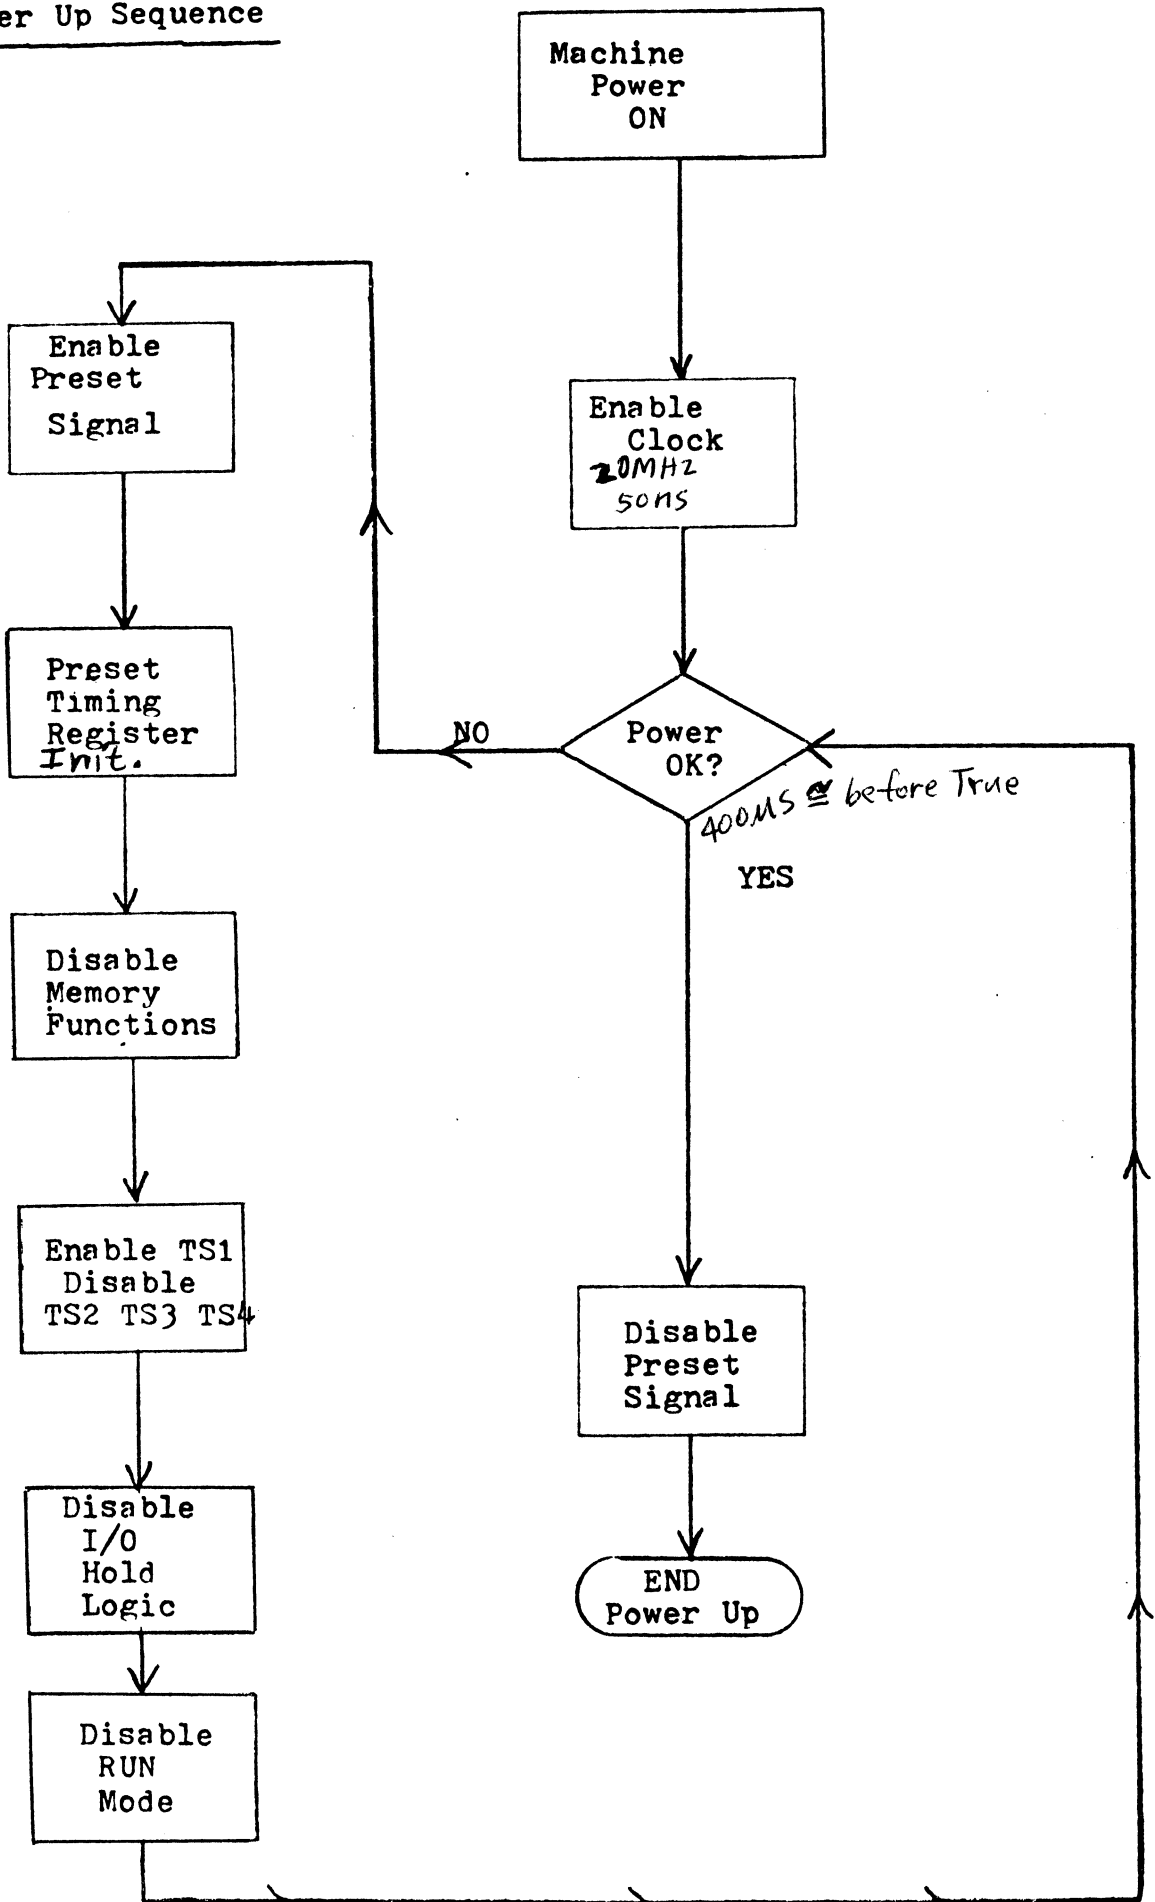 er Up Sequence
Machine
Power
ON
Enable
Clock
20MHz
50ns
Power
OK?
NO
400µs ≅ before True
YES
Enable
Preset
Signal
Preset
Timing
Register
Init.
Disable
Memory
Functions
Enable TS1
Disable
TS2 TS3 TS4
Disable
I/O
Hold
Logic
Disable
RUN
Mode
Disable
Preset
Signal
END
Power Up